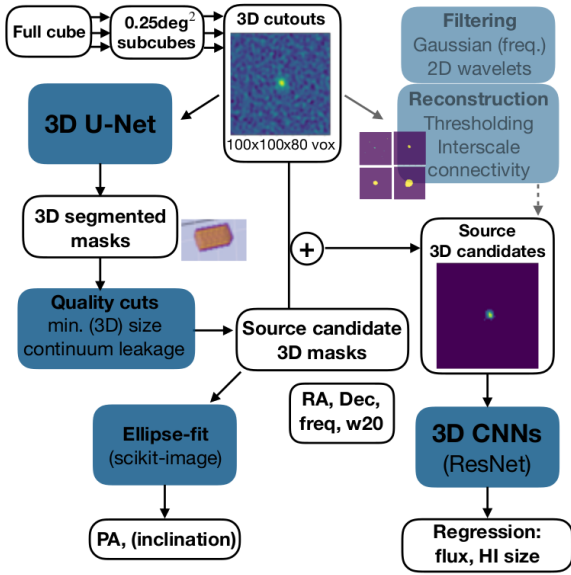 Full cube
0.25deg²
subcubes
3D cutouts
100x100x80 vox
Filtering
Gaussian (freq.)
2D wavelets
Reconstruction
Thresholding
Interscale
connectivity
3D U-Net
3D segmented
masks
Quality cuts
min. (3D) size
continuum leakage
+
Source candidate
3D masks
Source
3D candidates
RA, Dec,
freq, w20
Ellipse-fit
(scikit-image)
PA, (inclination)
3D CNNs
(ResNet)
Regression:
flux, HI size